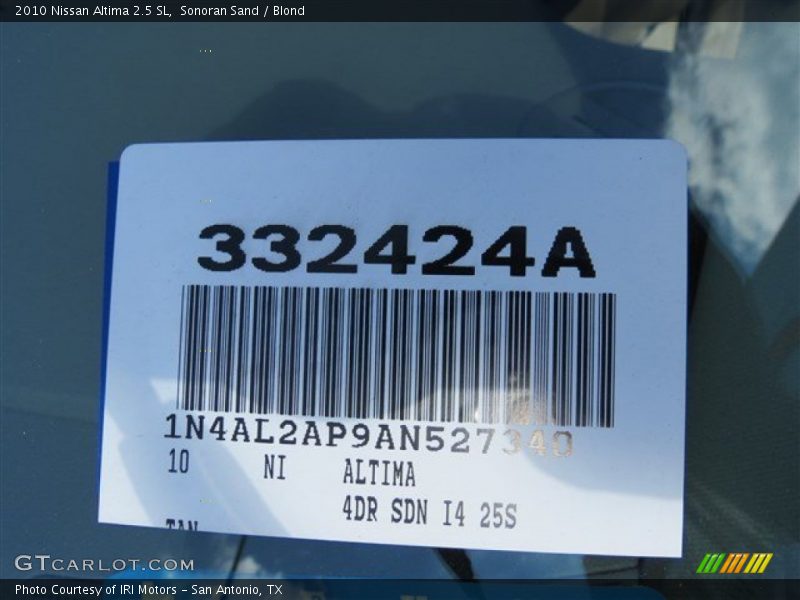 2010 Nissan Altima 2.5 SL, Sonoran Sand / Blond
332424A
1N4AL2AP9AN527340
10 NI ALTIMA
4DR SDN I4 25S
TAN
GTCARLOT.COM
Photo Courtesy of IRI Motors - San Antonio, TX